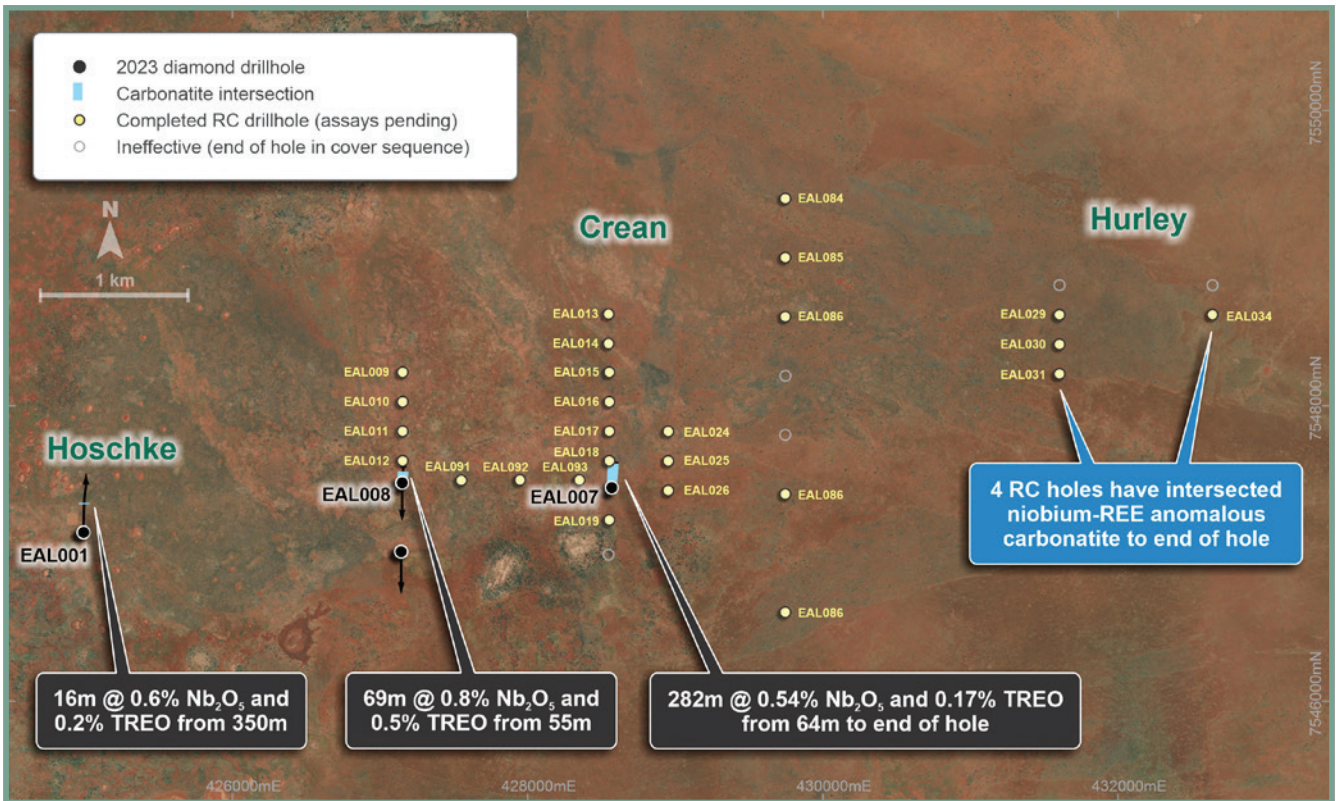 2023 diamond drillhole
Carbonatite intersection
Completed RC drillhole (assays pending)
Ineffective (end of hole in cover sequence)
N
1 km
7550000mN
EAL084
Crean
Hurley
EAL085
EAL013
EAL086
EAL029
EAL034
EAL014
EAL030
EAL009
EAL015
EAL031
EAL010
EAL016
7548000mN
Hoschke
EAL011
EAL017
EAL024
EAL012
EAL018
EAL025
EAL091
EAL092
EAL093
EAL008
EAL007
EAL026
EAL086
EAL019
EAL001
4 RC holes have intersected
niobium-REE anomalous
carbonatite to end of hole
EAL086
16m @ 0.6% Nb₂O₅ and
0.2% TREO from 350m
69m @ 0.8% Nb₂O₅ and
0.5% TREO from 55m
282m @ 0.54% Nb₂O₅ and 0.17% TREO
from 64m to end of hole
7546000mN
426000mE
428000mE
430000mE
432000mE